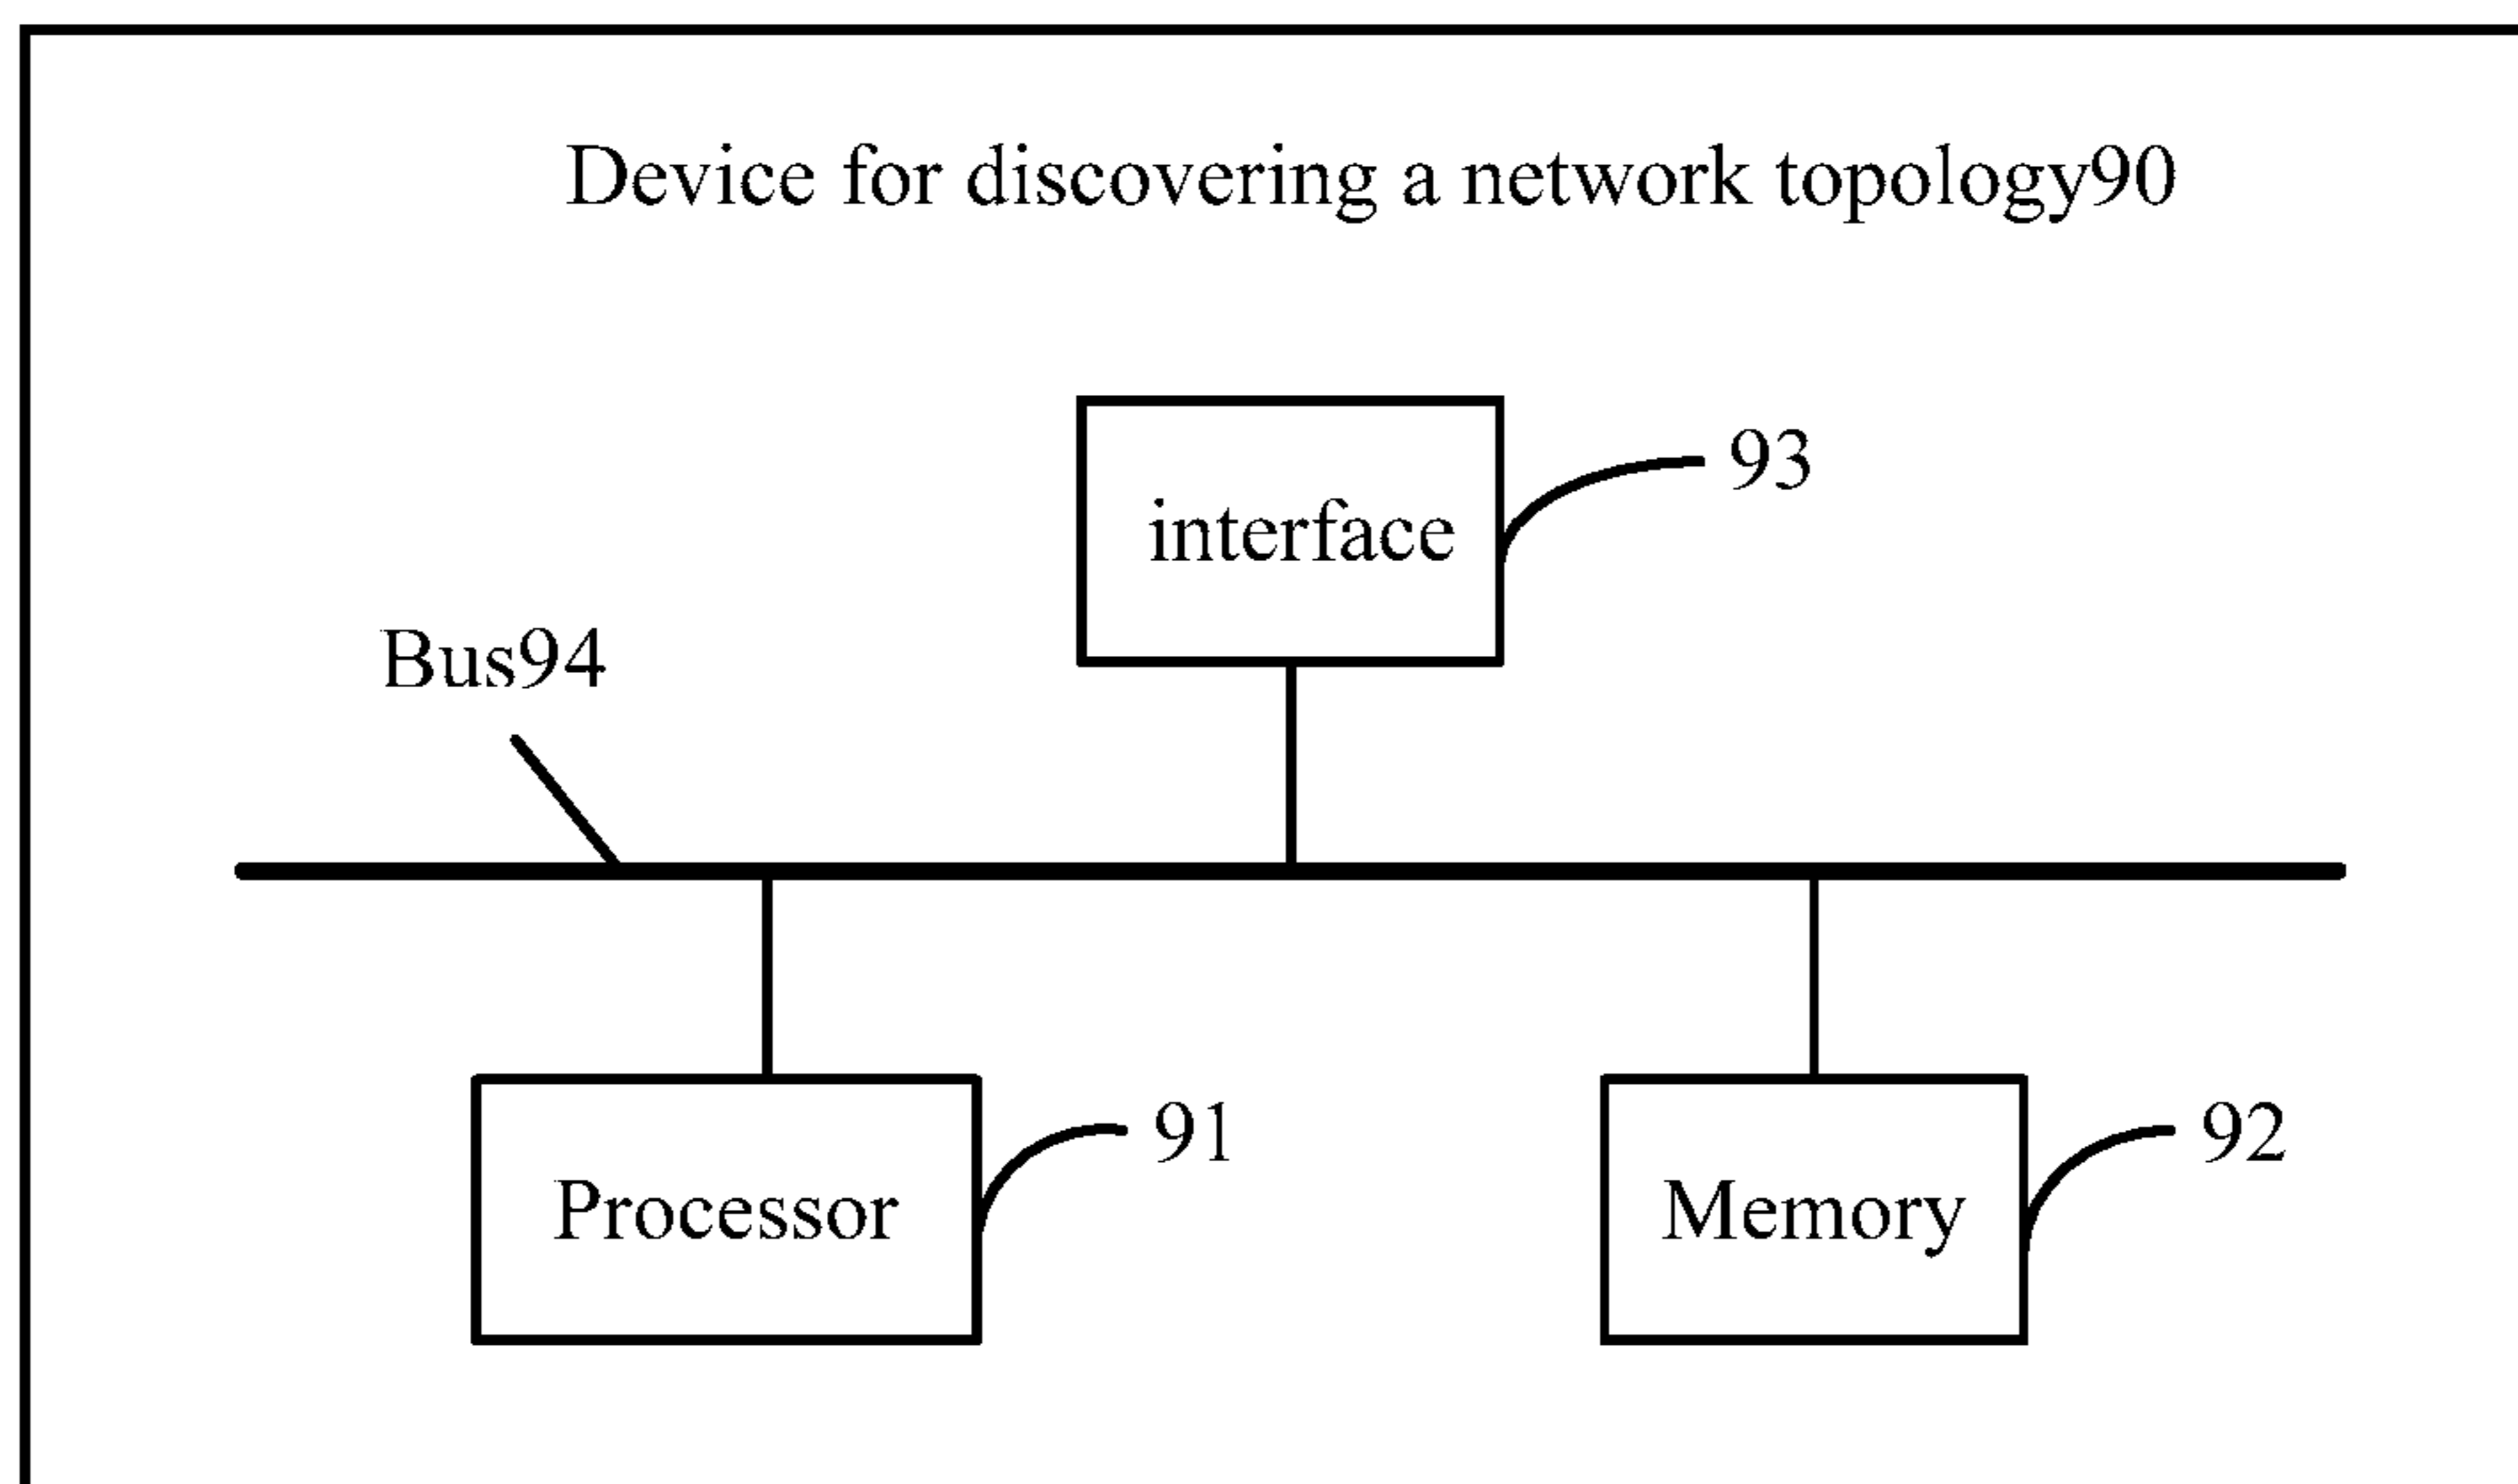 Device for discovering a network topology90
93
interface
Bus94
91
92
Processor
Memory